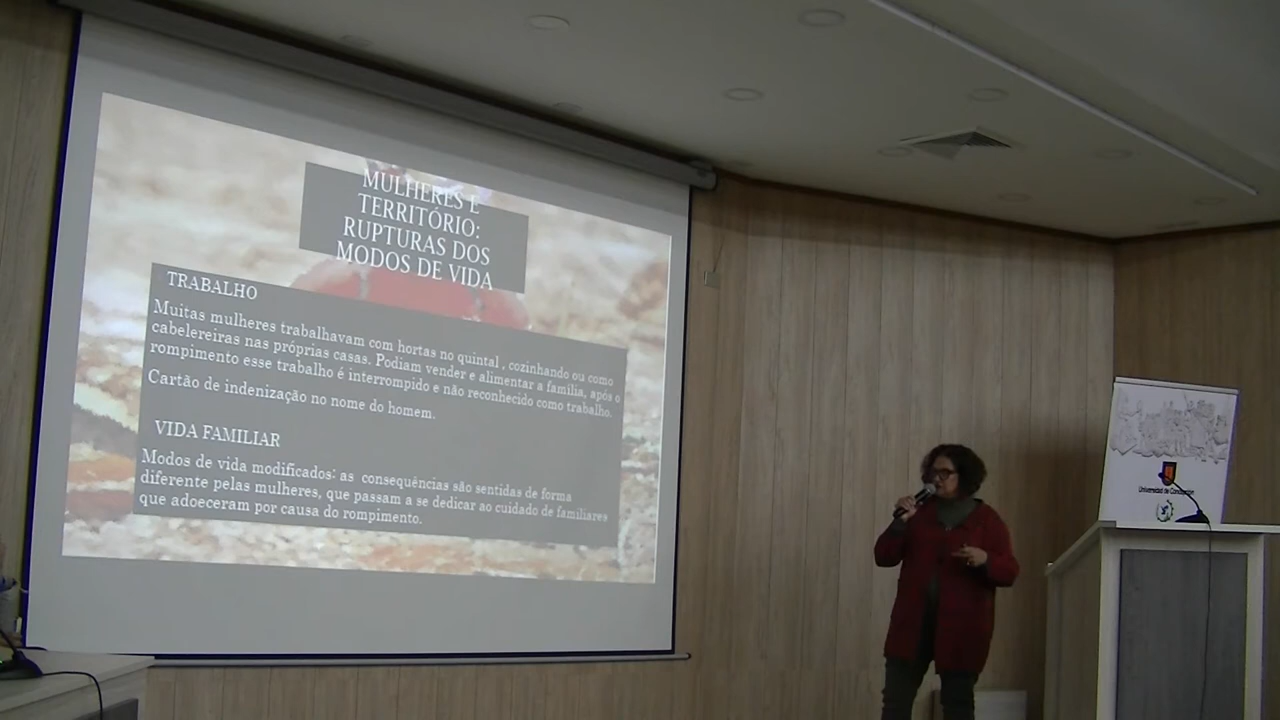 MULHERES E
TERRITÓRIO:
RUPTURAS DOS
MODOS DE VIDA
TRABALHO
Muitas mulheres trabalhavam com hortas no quintal , cozinhando ou como
cabelereiras nas próprias casas. Podiam vender e alimentar a família, após o
rompimento esse trabalho é interrompido e não reconhecido como trabalho.
Cartão de indenização no nome do homem.
VIDA FAMILIAR
Modos de vida modificados: as consequências são sentidas de forma
diferente pelas mulheres, que passam a se dedicar ao cuidado de familiares
que adoeceram por causa do rompimento.
Universidad de